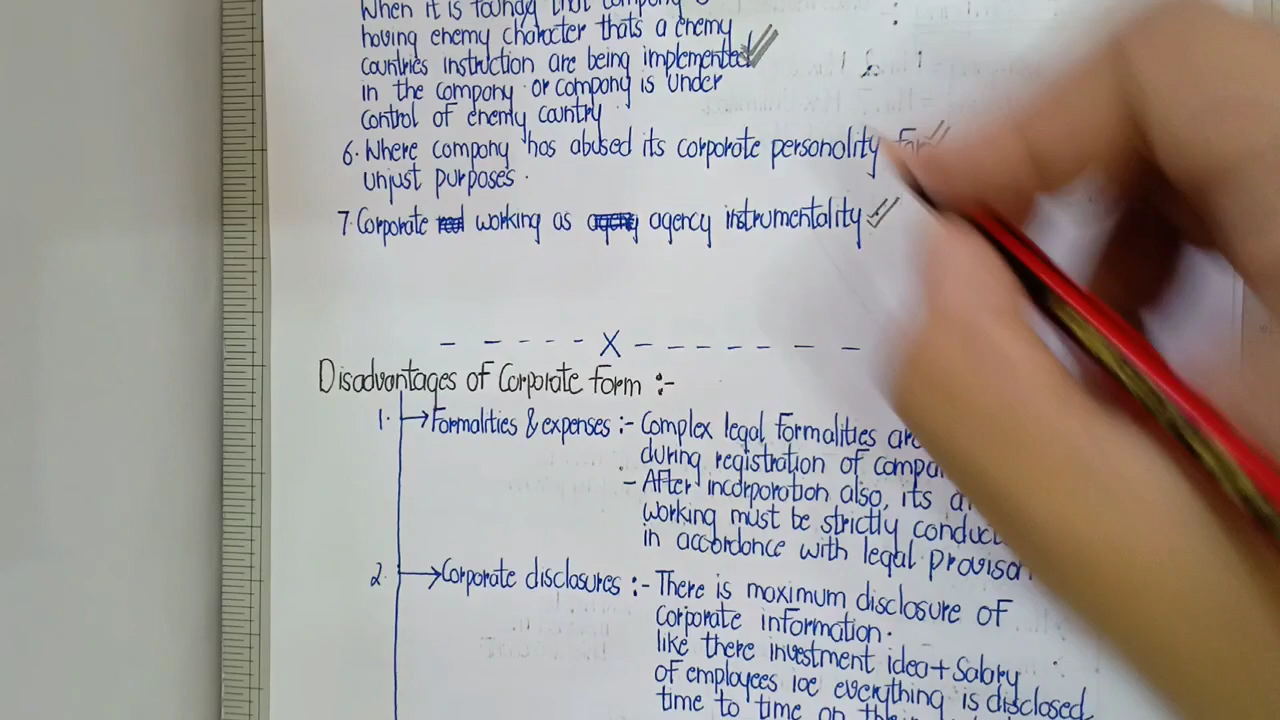 When it is found that company
having enemy character thats a enemy
countries instruction are being implemented
in the company or company is under
control of enemy country
6. Where company has abused its corporate personality for
unjust purposes.
7. Corporate working as agency instrumentality
X
Disadvantages of Corporate form :-
1. Formalities & expenses :- Complex legal formalities are
during registration of
- After incorporation also, its
working must be strictly
in accordance with legal
2. Corporate disclosures :- There is maximum disclosure of
corporate information.
like there investment idea + Salary
of employees ice everything is disclosed
time to time on